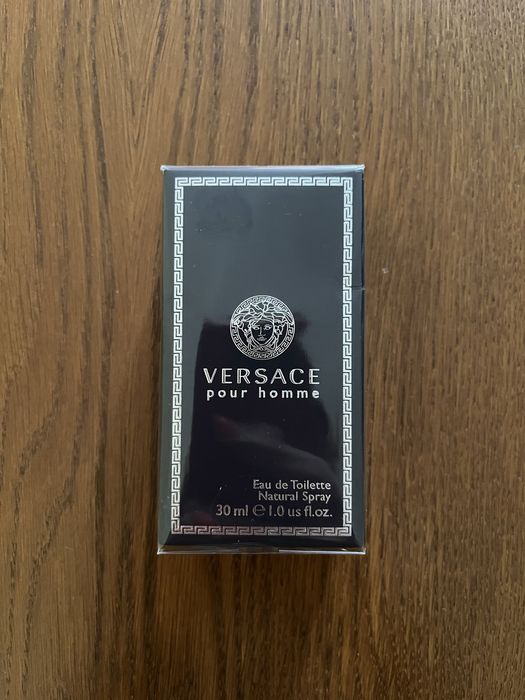 VERSACE
pour homme
Eau de Toilette
Natural Spray
30 ml ℮ 1.0 us fl.oz.